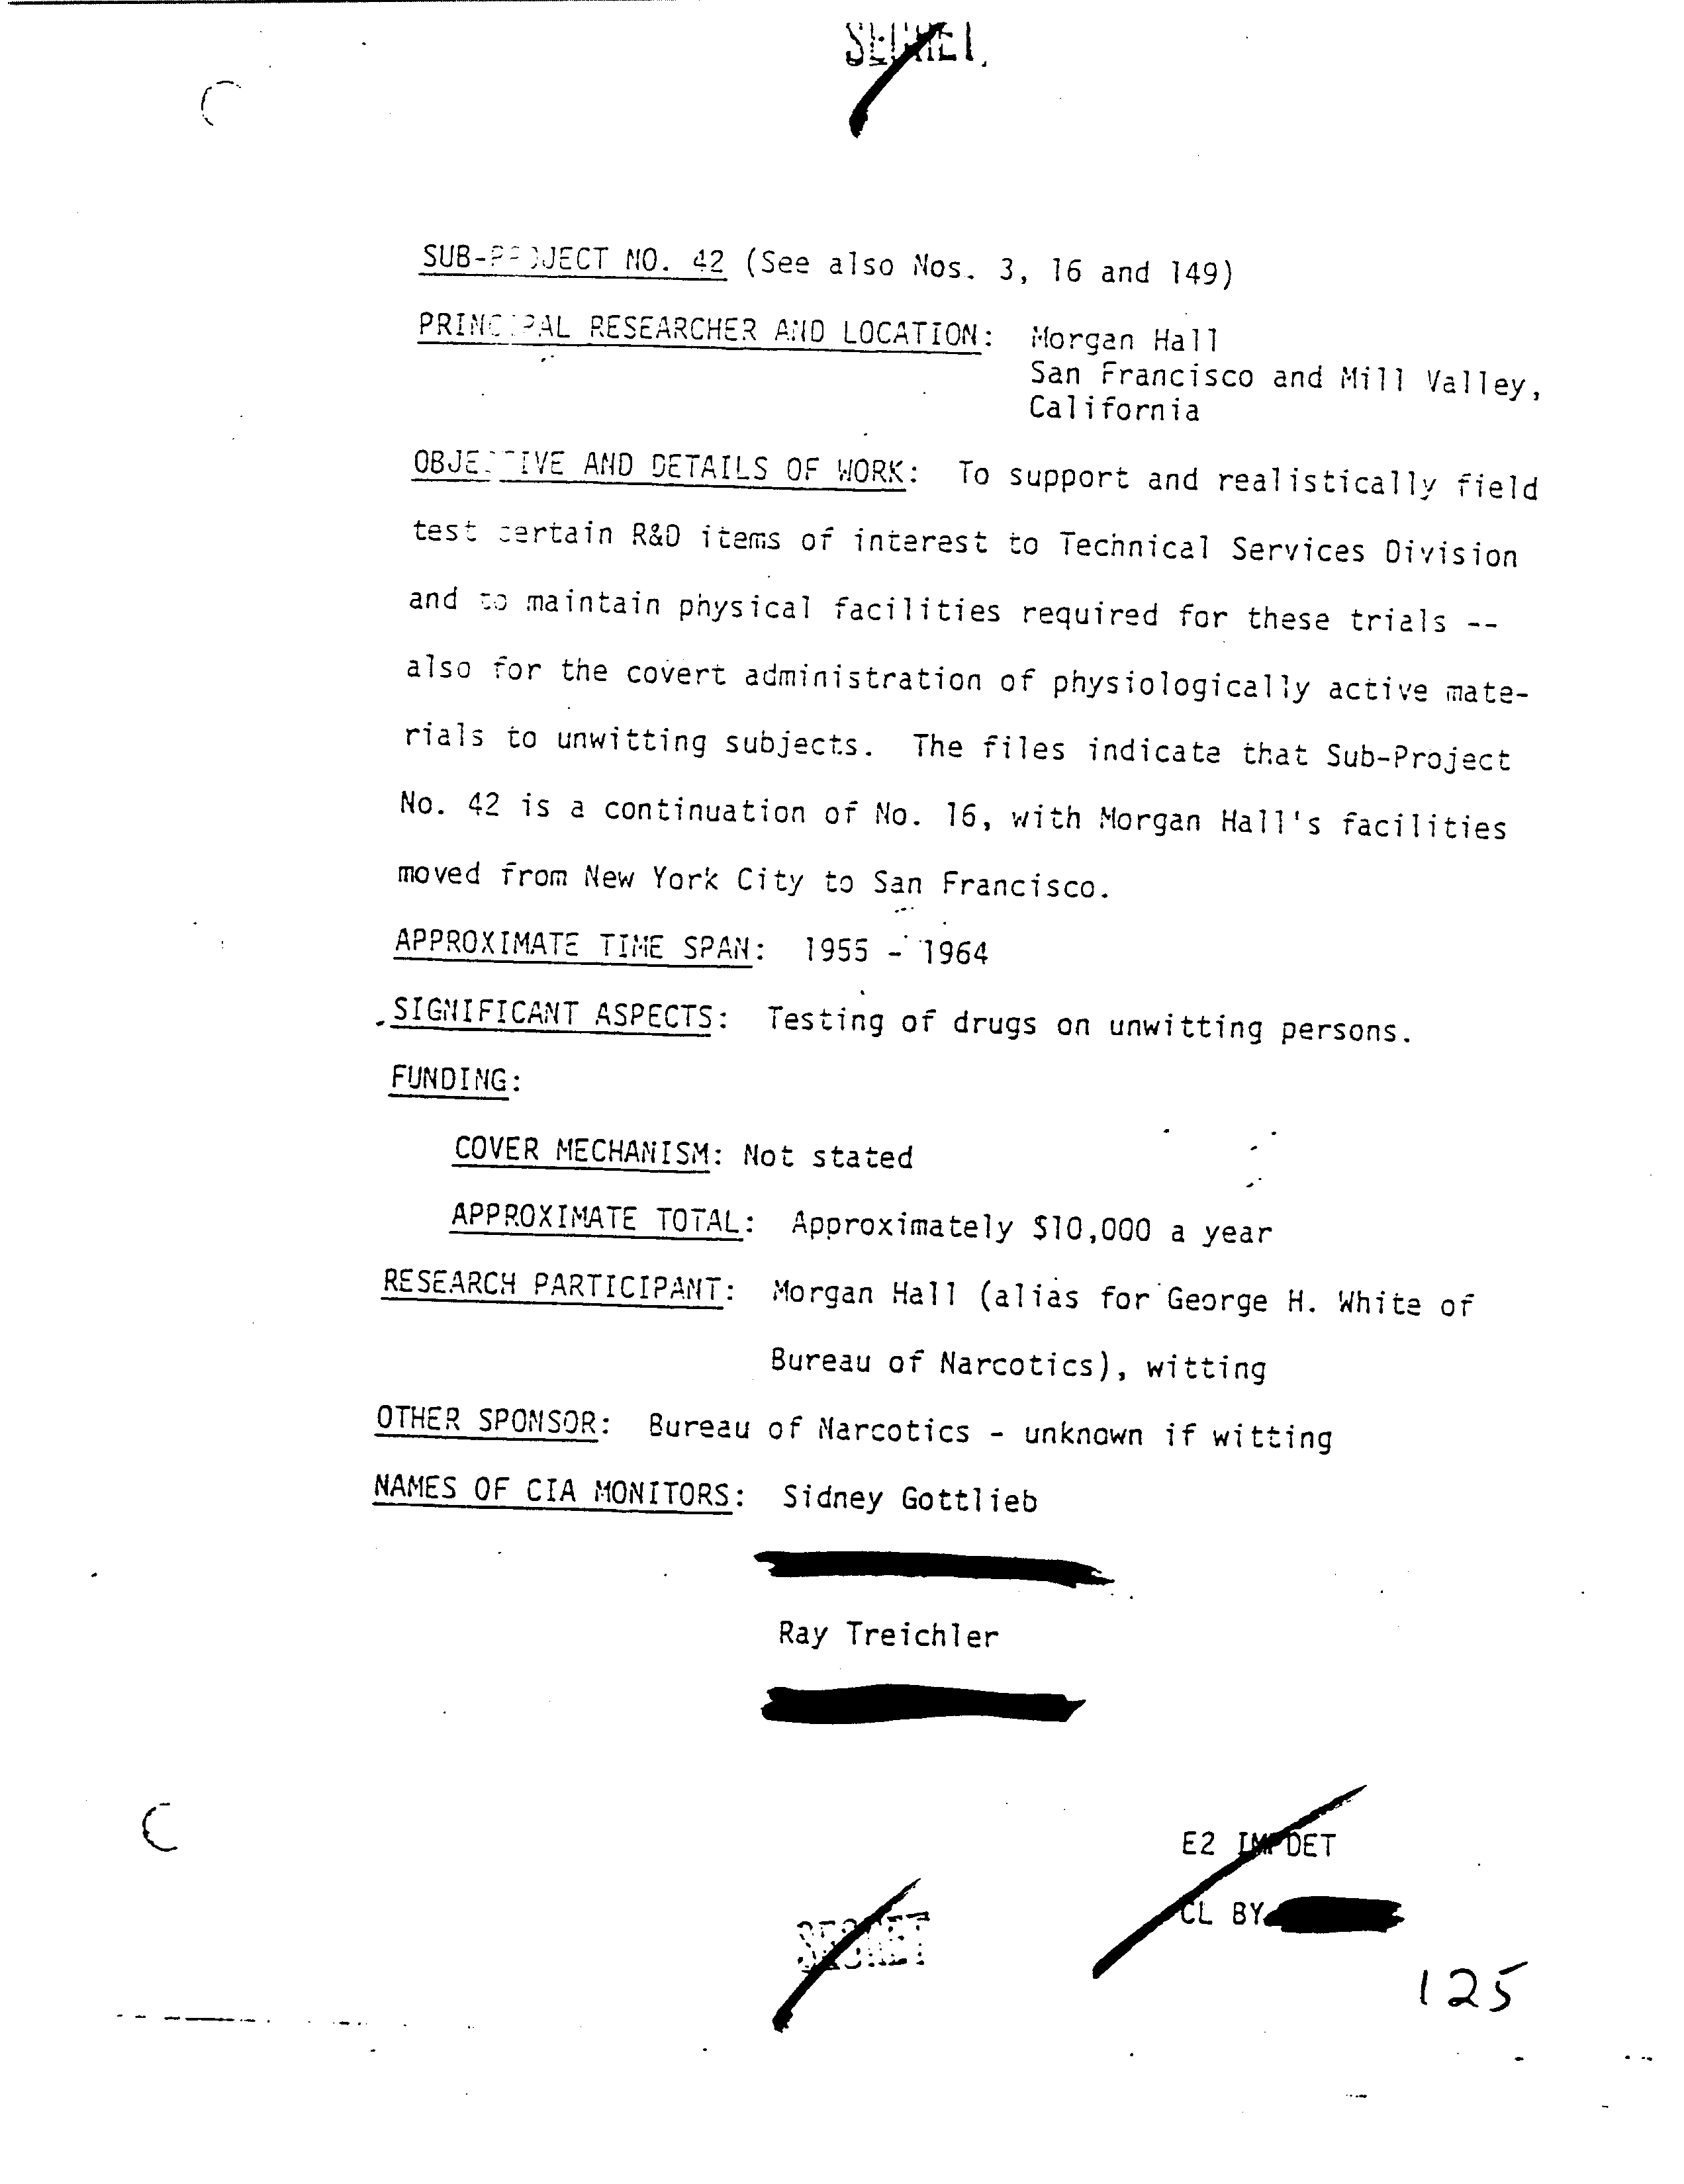 SECRET
SUB-PROJECT NO. 42 (See also Nos. 3, 16 and 149)
PRINCIPAL RESEARCHER AND LOCATION: Morgan Hall
San Francisco and Mill Valley,
California
OBJECTIVE AND DETAILS OF WORK: To support and realistically field
test certain R&D items of interest to Technical Services Division
and to maintain physical facilities required for these trials --
also for the covert administration of physiologically active mate-
rials to unwitting subjects. The files indicate that Sub-Project
No. 42 is a continuation of No. 16, with Morgan Hall's facilities
moved from New York City to San Francisco.
APPROXIMATE TIME SPAN: 1955 - 1964
SIGNIFICANT ASPECTS: Testing of drugs on unwitting persons.
FUNDING:
COVER MECHANISM: Not stated
APPROXIMATE TOTAL: Approximately $10,000 a year
RESEARCH PARTICIPANT: Morgan Hall (alias for George H. White of
Bureau of Narcotics), witting
OTHER SPONSOR: Bureau of Narcotics - unknown if witting
NAMES OF CIA MONITORS: Sidney Gottlieb
Ray Treichler
E2 IMPDET
CL BY
SECRET
125